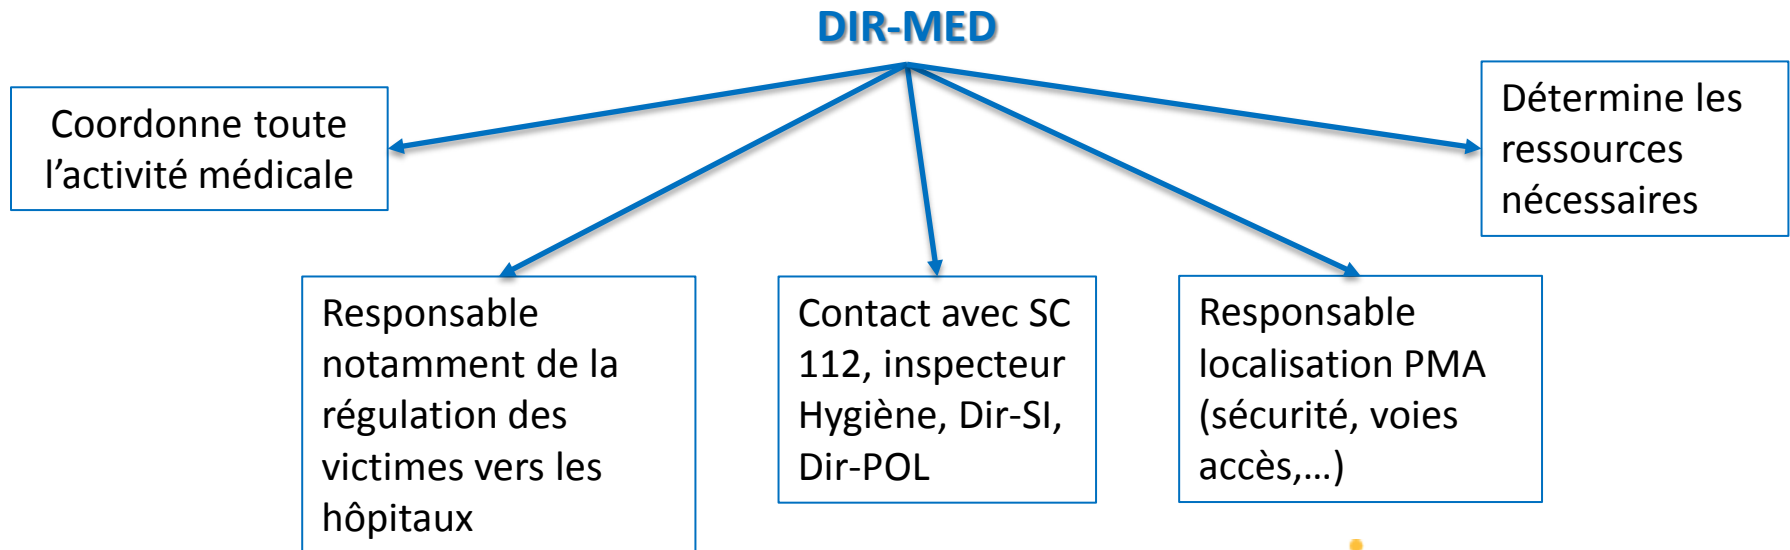 DIR-MED
Coordonne toute
l’activité médicale
Détermine les
ressources
nécessaires
Responsable
notamment de la
régulation des
victimes vers les
hôpitaux
Contact avec SC
112, inspecteur
Hygiène, Dir-SI,
Dir-POL
Responsable
localisation PMA
(sécurité, voies
accès,…)